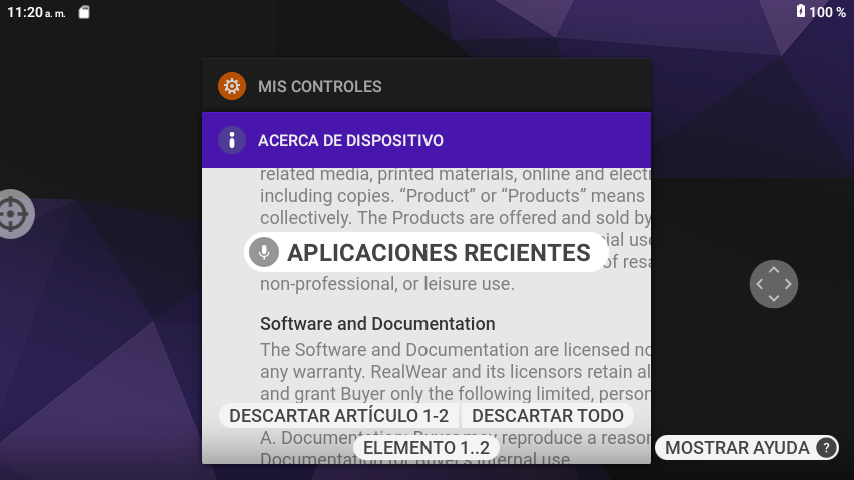 11:20 a. m.
100 %
MIS CONTROLES
ACERCA DE DISPOSITIVO
related media, printed materials, online and electr
including copies. “Product” or “Products” means
collectively. The Products are offered and sold by
cial use
APLICACIONES RECIENTES
of resa
non-professional, or leisure use.
Software and Documentation
The Software and Documentation are licensed no
any warranty. RealWear and its licensors retain al
and grant Buyer only the following limited, person
DESCARTAR ARTÍCULO 1-2 DESCARTAR TODO
A. Documentation: Buyer may reproduce a reason
ELEMENTO 1..2
MOSTRAR AYUDA ?
Documentation for Buyer's internal use